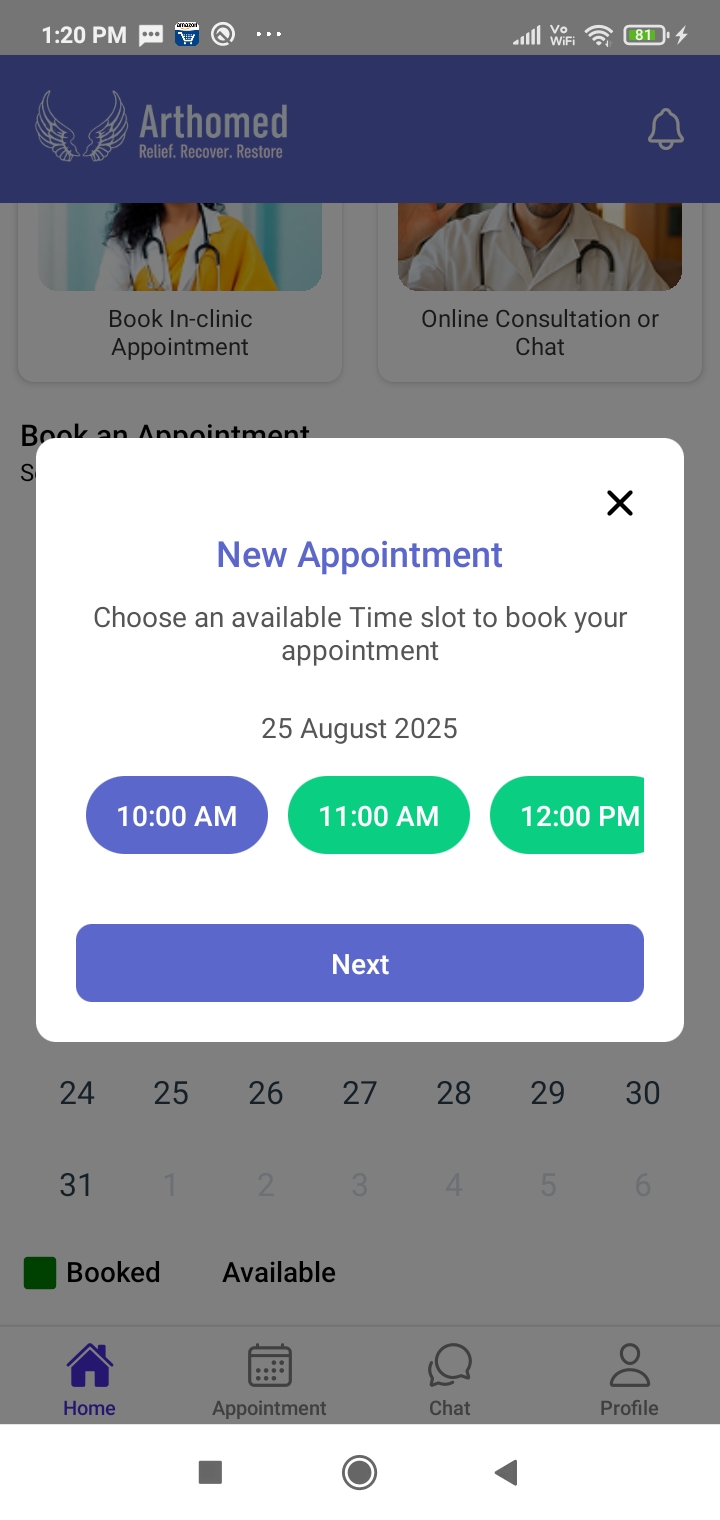 1:20 PM
amazon
Vo
WiFi
81
Arthomed
Relief. Recover. Restore
Book In-clinic
Appointment
Online Consultation or
Chat
Book an Appointment
New Appointment
Choose an available Time slot to book your
appointment
25 August 2025
10:00 AM
11:00 AM
12:00 PM
Next
24 25 26 27 28 29 30
31 1 2 3 4 5 6
Booked
Available
Home
Appointment
Chat
Profile